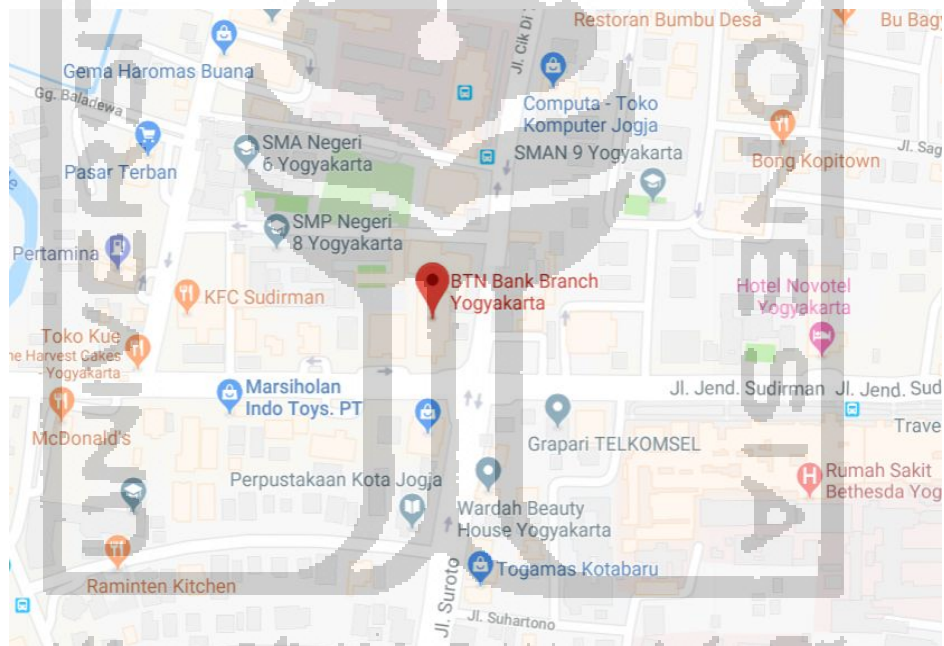 Restoran Bumbu Desa
Bu Bagy
Jl. Cik Di
Gema Haromas Buana
Gg. Baladewa
Computa - Toko
Komputer Jogja
SMA Negeri
6 Yogyakarta
Pasar Terban
SMAN 9 Yogyakarta
Bong Kopitown
Jl. Sag
SMP Negeri
8 Yogyakarta
Pertamina
BTN Bank Branch
Yogyakarta
KFC Sudirman
Hotel Novotel
Yogyakarta
Toko Kue
ne Harvest Cakes
- Yogyakarta
Marsiholan
Indo Toys. PT
Jl. Jend. Sudirman
Jl. Jend. Sud
McDonald's
Grapari TELKOMSEL
Trave
Perpustakaan Kota Jogja
Rumah Sakit
Bethesda Yog
Wardah Beauty
House Yogyakarta
Raminten Kitchen
Togamas Kotabaru
Jl. Suroto
Jl. Suhartono